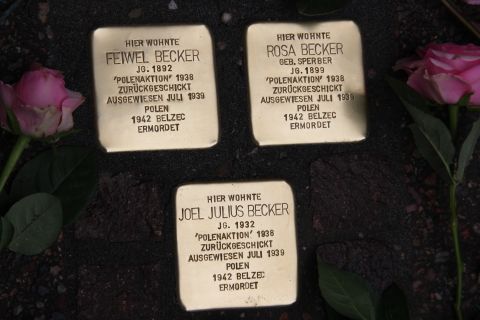 HIER WOHNTE
FEIWEL BECKER
JG. 1892
'POLENAKTION' 1938
ZURÜCKGESCHICKT
AUSGEWIESEN JULI 1939
POLEN
1942 BELZEC
ERMORDET
HIER WOHNTE
ROSA BECKER
GEB. SPERBER
JG. 1899
'POLENAKTION' 1938
ZURÜCKGESCHICKT
AUSGEWIESEN JULI 1939
POLEN
1942 BELZEC
ERMORDET
HIER WOHNTE
JOEL JULIUS BECKER
JG. 1932
'POLENAKTION' 1938
ZURÜCKGESCHICKT
AUSGEWIESEN JULI 1939
POLEN
1942 BELZEC
ERMORDET